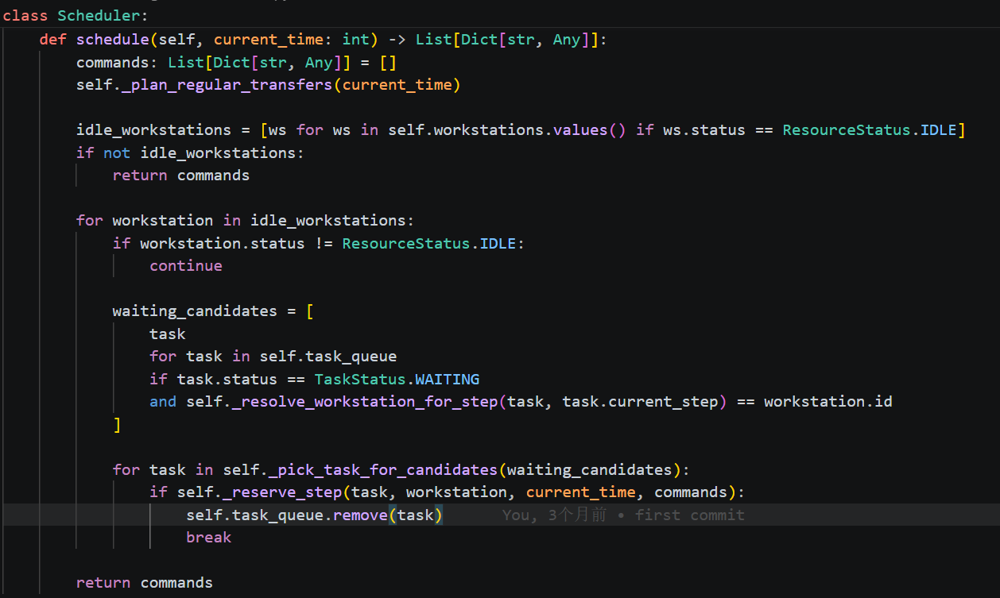 class Scheduler:
    def schedule(self, current_time: int) -> List[Dict[str, Any]]:
        commands: List[Dict[str, Any]] = []
        self._plan_regular_transfers(current_time)

        idle_workstations = [ws for ws in self.workstations.values() if ws.status == ResourceStatus.IDLE]
        if not idle_workstations:
            return commands

        for workstation in idle_workstations:
            if workstation.status != ResourceStatus.IDLE:
                continue

            waiting_candidates = [
                task
                for task in self.task_queue
                if task.status == TaskStatus.WAITING
                and self._resolve_workstation_for_step(task, task.current_step) == workstation.id
            ]

            for task in self._pick_task_for_candidates(waiting_candidates):
                if self._reserve_step(task, workstation, current_time, commands):
                    self.task_queue.remove(task)      You, 3个月前 • first commit
                    break

        return commands